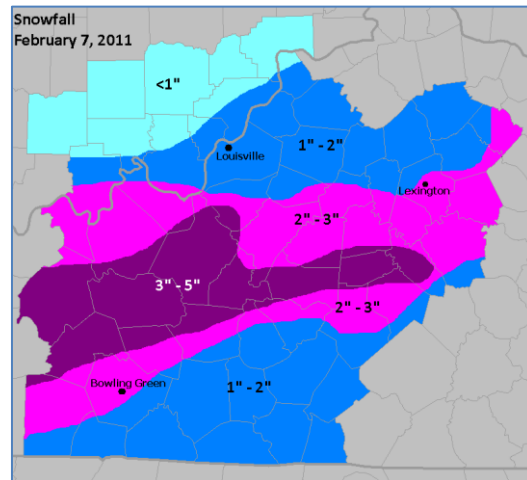 Snowfall
February 7, 2011
<1"
1" - 2"
Louisville
Lexington
2" - 3"
3" - 5"
2" - 3"
Bowling Green
1" - 2"